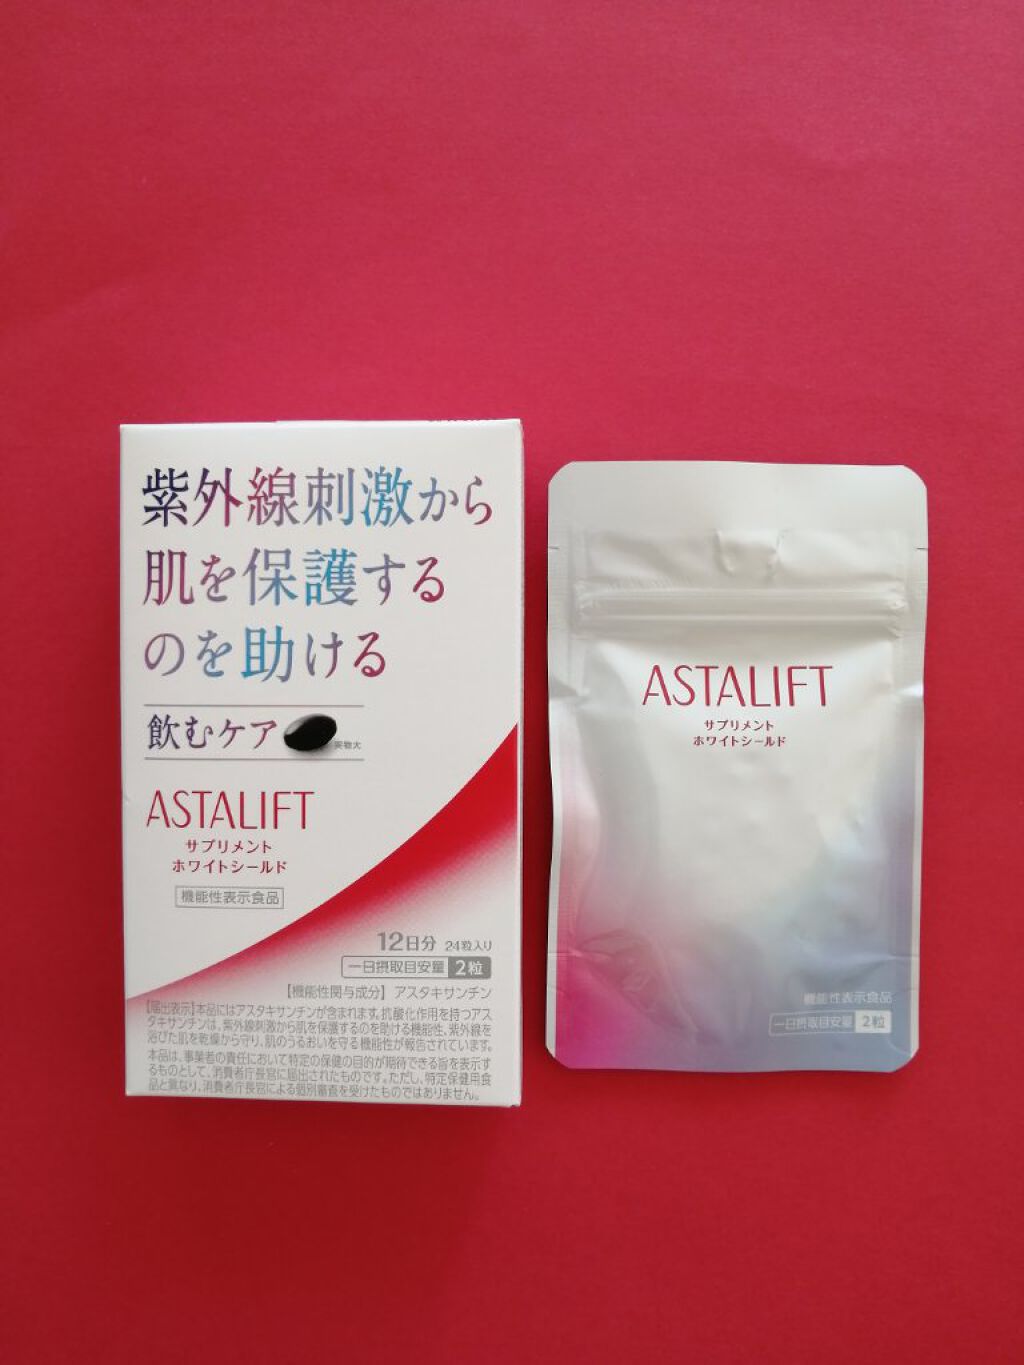 紫外線刺激から
肌を保護する
のを助ける
飲むケア
実物大
ASTALIFT
サプリメント
ホワイトシールド
機能性表示食品
12日分 24粒入り
一日摂取目安量 2粒
【機能性関与成分】 アスタキサンチン
【届出表示】本品にはアスタキサンチンが含まれます。抗酸化作用を持つアス
タキサンチンは、紫外線刺激から肌を保護するのを助ける機能性、紫外線を
浴びた肌を乾燥から守り、肌のうるおいを守る機能性が報告されています。
本品は、事業者の責任において特定の保健の目的が期待できる旨を表示す
るものとして、消費者庁長官に届出されたものです。ただし、特定保健用食
品と異なり、消費者庁長官による個別審査を受けたものではありません。
ASTALIFT
サプリメント
ホワイトシールド
機能性表示食品
一日摂取目安量 2粒